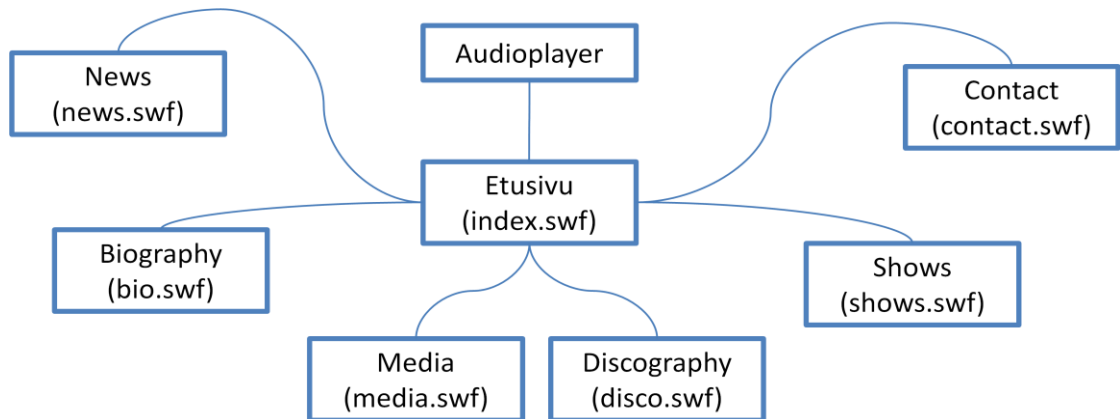 News
(news.swf)
Audioplayer
Contact
(contact.swf)
Etusivu
(index.swf)
Biography
(bio.swf)
Shows
(shows.swf)
Media
(media.swf)
Discography
(disco.swf)